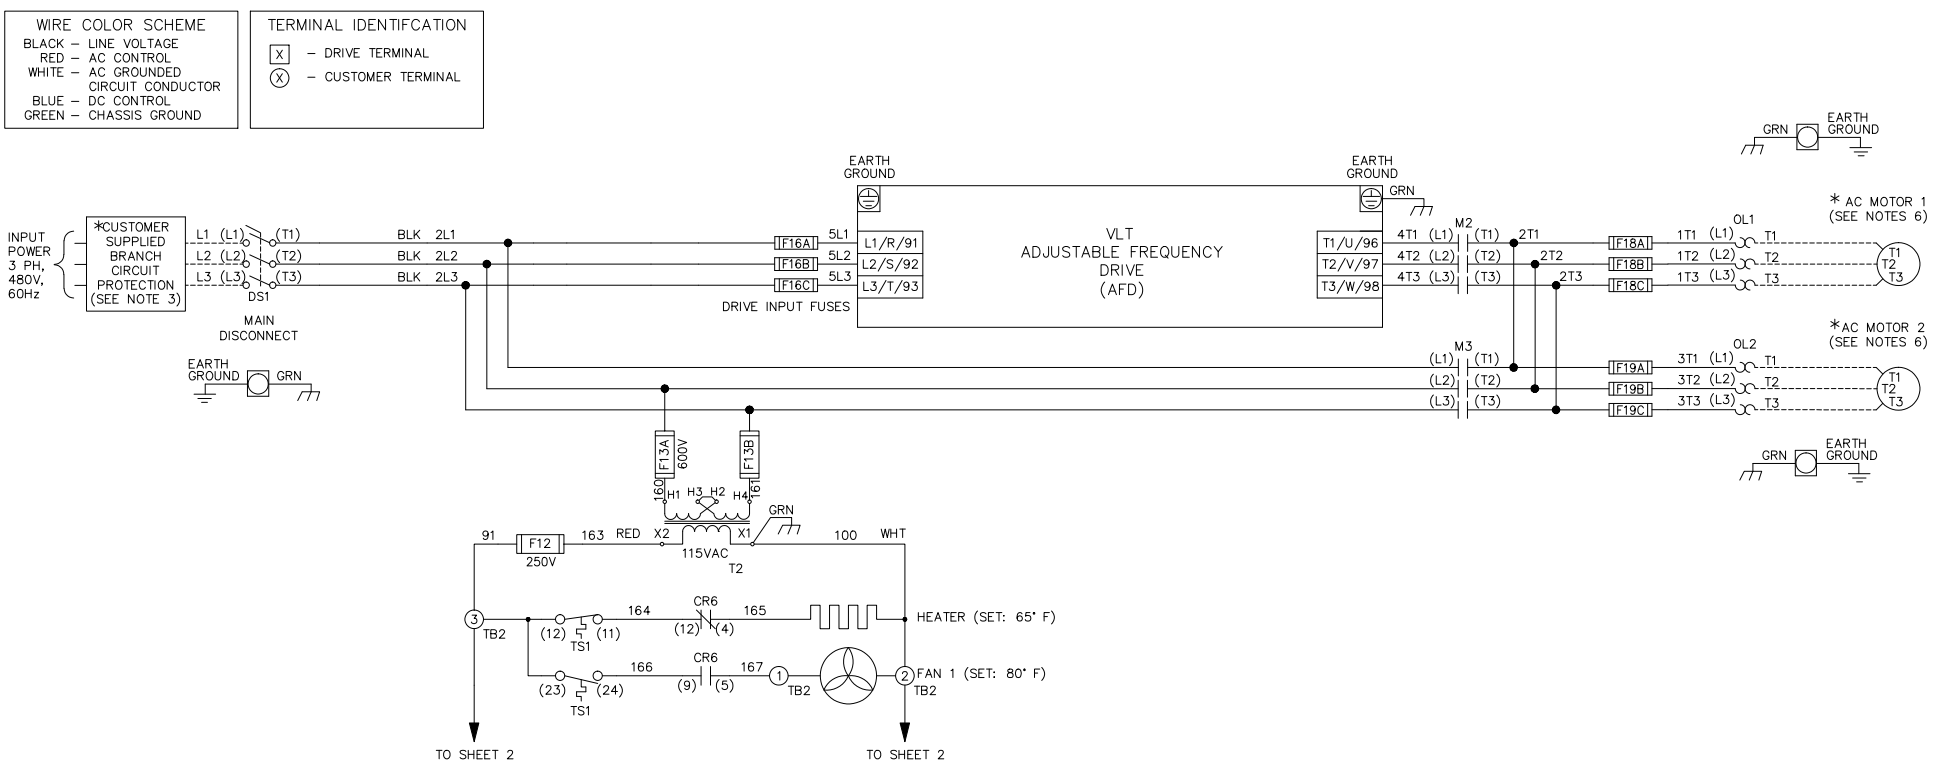 WIRE COLOR SCHEME
BLACK – LINE VOLTAGE
RED – AC CONTROL
WHITE – AC GROUNDED
CIRCUIT CONDUCTOR
BLUE – DC CONTROL
GREEN – CHASSIS GROUND
TERMINAL IDENTIFCATION
X – DRIVE TERMINAL
X – CUSTOMER TERMINAL
INPUT
POWER
3 PH,
480V,
60Hz
*CUSTOMER
SUPPLIED
BRANCH
CIRCUIT
PROTECTION
(SEE NOTE 3)
L1 (L1) (T1) BLK 2L1
L2 (L2) (T2) BLK 2L2
L3 (L3) (T3) BLK 2L3
DS1
MAIN
DISCONNECT
EARTH
GROUND GRN
F16A 5L1
F16B 5L2
F16C 5L3
DRIVE INPUT FUSES
EARTH
GROUND
L1/R/91
L2/S/92
L3/T/93
VLT
ADJUSTABLE FREQUENCY
DRIVE
(AFD)
EARTH
GROUND
GRN
T1/U/96
T2/V/97
T3/W/98
M2
4T1 (L1) (T1) 2T1
4T2 (L2) (T2) 2T2
4T3 (L3) (T3) 2T3
F18A
F18B
F18C
OL1
1T1 (L1) T1
1T2 (L2) T2
1T3 (L3) T3
GRN
EARTH
GROUND
* AC MOTOR 1
(SEE NOTES 6)
T1
T2
T3
M3
(L1) (T1)
(L2) (T2)
(L3) (T3)
F19A
F19B
F19C
OL2
3T1 (L1) T1
3T2 (L2) T2
3T3 (L3) T3
*AC MOTOR 2
(SEE NOTES 6)
T1
T2
T3
GRN
EARTH
GROUND
F13A
600V
F13B
160
161
H1 H3 H2 H4
GRN
91 F12 163 RED X2 X1 100 WHT
250V
115VAC
T2
3
TB2
(12) (11)
TS1
164
CR6
(12) (4)
165
HEATER (SET: 65° F)
(23) (24)
TS1
166
CR6
(9) (5)
167
1
TB2
2
TB2
FAN 1 (SET: 80° F)
TO SHEET 2
TO SHEET 2